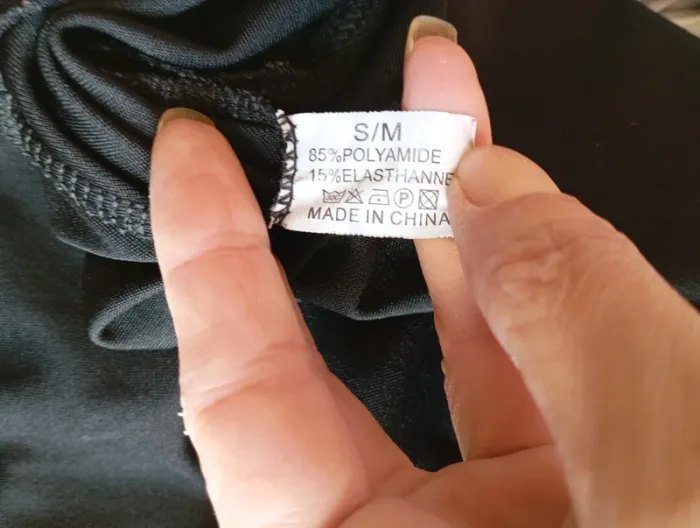 S/M
85%POLYAMIDE
15%ELASTHANNE
P
MADE IN CHINA